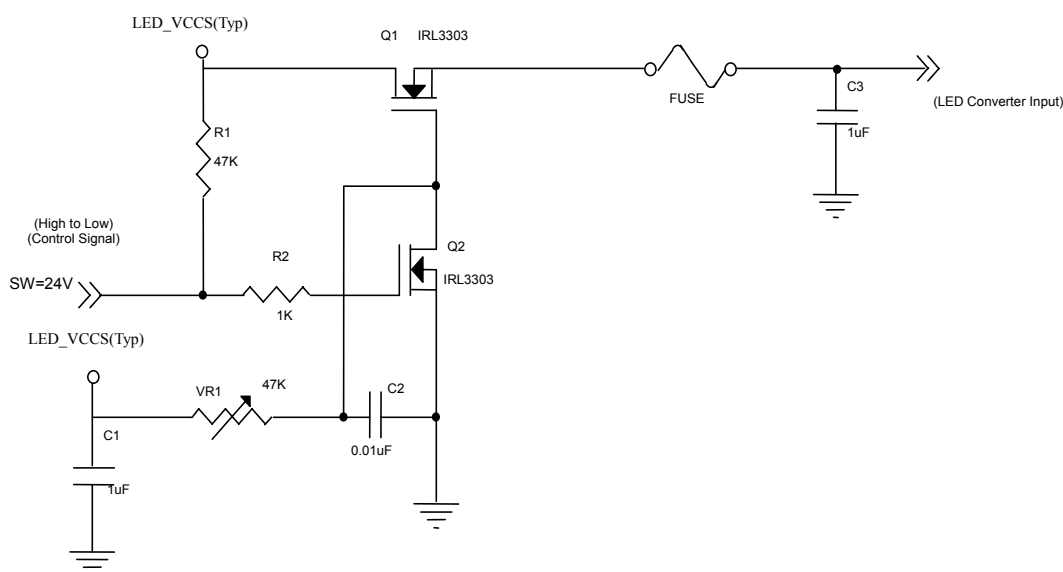 LED_VCCS(Typ)
Q1 IRL3303
FUSE
C3
1uF
(LED Converter Input)
R1
47K
(High to Low)
(Control Signal)
SW=24V
R2
1K
Q2
IRL3303
LED_VCCS(Typ)
VR1
47K
C2
0.01uF
C1
1uF